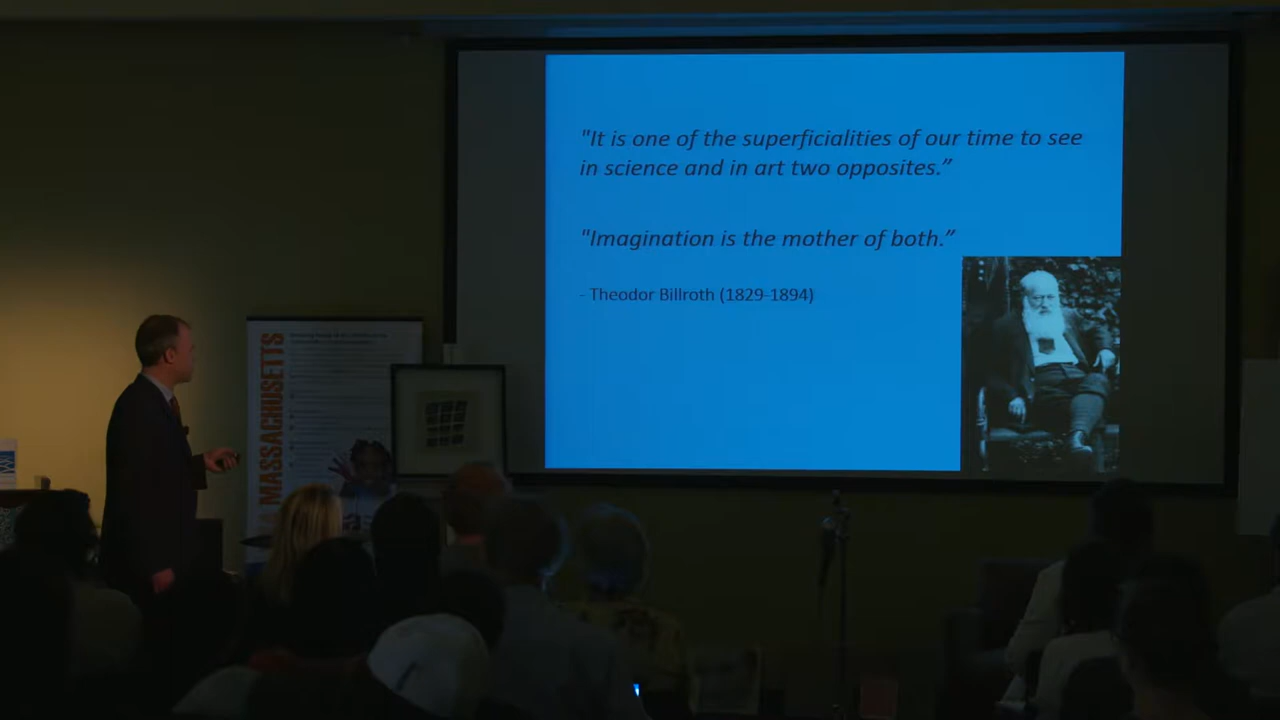 "It is one of the superficialities of our time to see
in science and in art two opposites.”
"Imagination is the mother of both.”
- Theodor Billroth (1829-1894)
MASSACHUSETTS